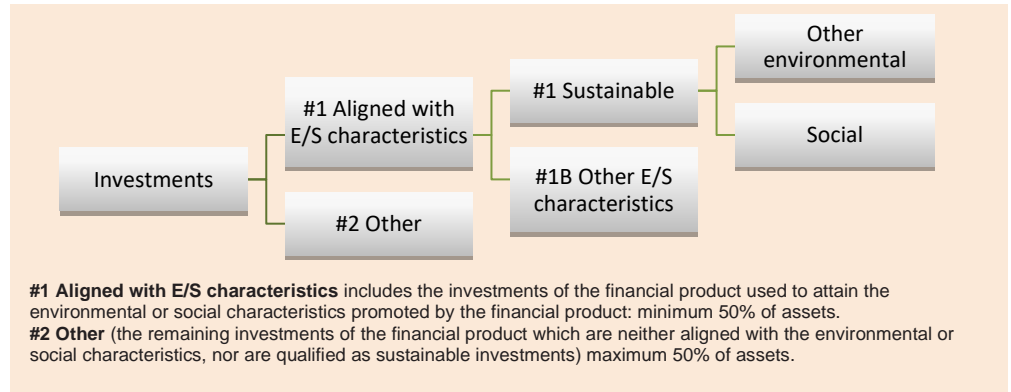 Investments
#1 Aligned with
E/S characteristics
#2 Other
#1 Sustainable
#1B Other E/S
characteristics
Other
environmental
Social
#1 Aligned with E/S characteristics includes the investments of the financial product used to attain the
environmental or social characteristics promoted by the financial product: minimum 50% of assets.
#2 Other (the remaining investments of the financial product which are neither aligned with the environmental or
social characteristics, nor are qualified as sustainable investments) maximum 50% of assets.